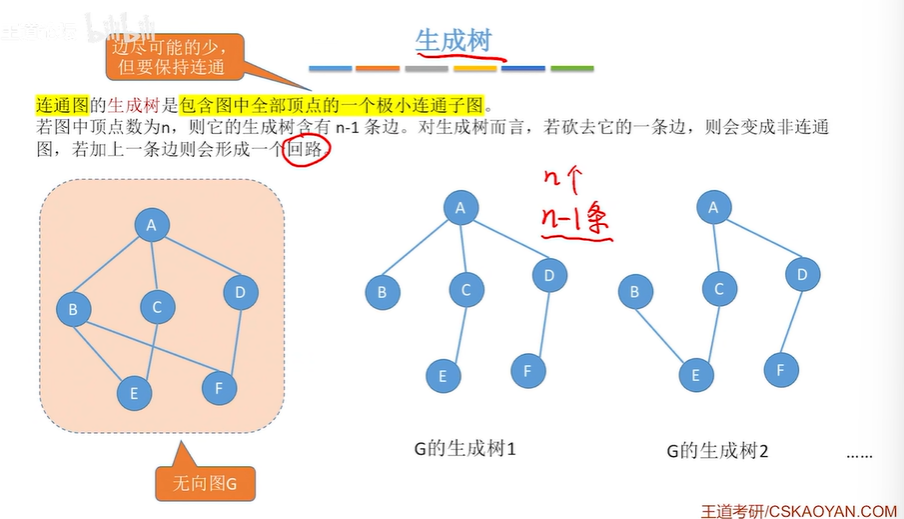 边尽可能的少，
但要保持连通
生成树
连通图的生成树是包含图中全部顶点的一个极小连通子图。
若图中顶点数为n，则它的生成树含有 n-1 条边。对生成树而言，若砍去它的一条边，则会变成非连通
图，若加上一条边则会形成一个回路。
n个
n-1条
A
B
C
D
E
F
无向图G
A
B
C
D
E
F
G的生成树1
A
B
C
D
E
F
G的生成树2
……
王道考研/CSKAOYAN.COM